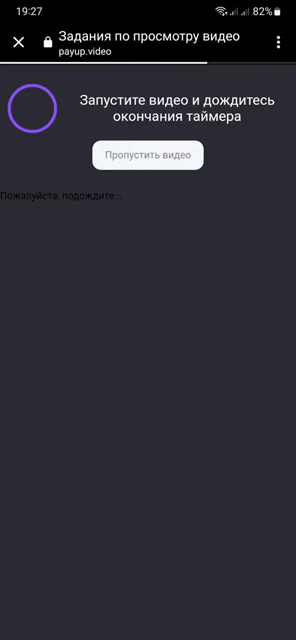 19:27
82%
Задания по просмотру видео
payup.video
Запустите видео и дождитесь
окончания таймера
Пропустить видео
Пожалуйста, подождите...